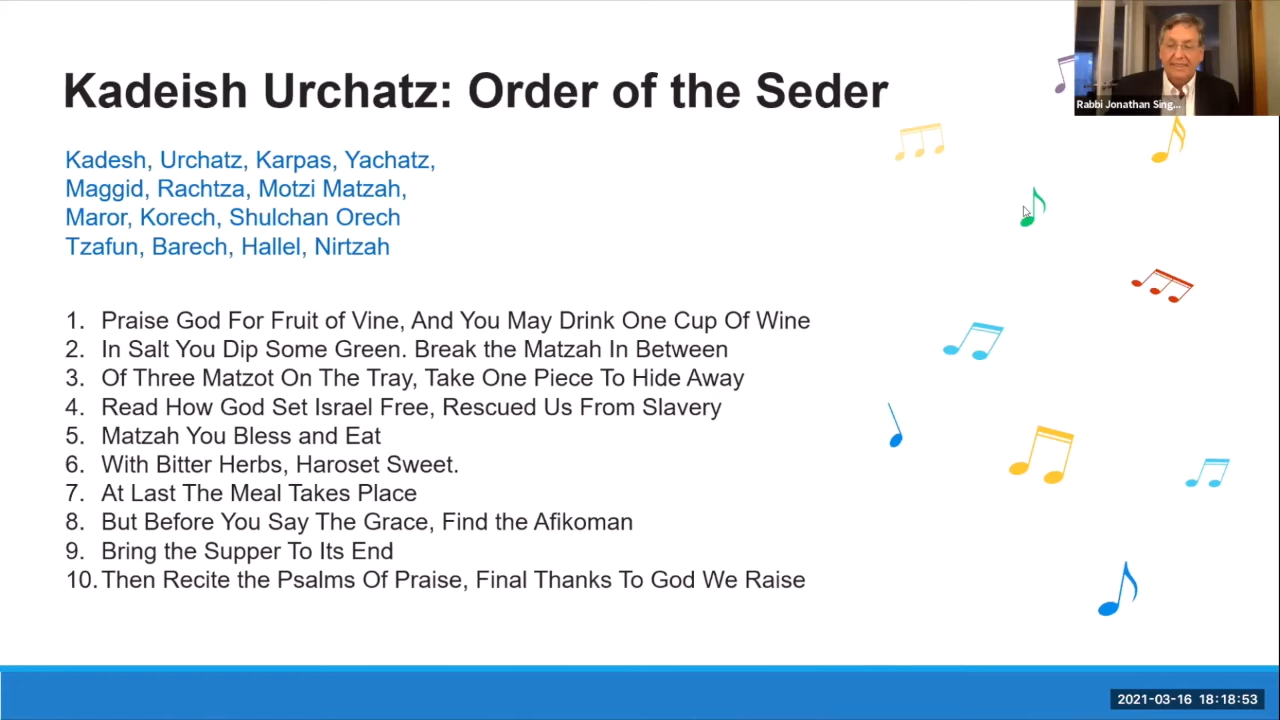 Kadeish Urchatz: Order of the Seder
Rabbi Jonathan Sing...
Kadesh, Urchatz, Karpas, Yachatz,
Maggid, Rachtza, Motzi Matzah,
Maror, Korech, Shulchan Orech
Tzafun, Barech, Hallel, Nirtzah
1. Praise God For Fruit of Vine, And You May Drink One Cup Of Wine
2. In Salt You Dip Some Green. Break the Matzah In Between
3. Of Three Matzot On The Tray, Take One Piece To Hide Away
4. Read How God Set Israel Free, Rescued Us From Slavery
5. Matzah You Bless and Eat
6. With Bitter Herbs, Haroset Sweet.
7. At Last The Meal Takes Place
8. But Before You Say The Grace, Find the Afikoman
9. Bring the Supper To Its End
10. Then Recite the Psalms Of Praise, Final Thanks To God We Raise
2021-03-16 18:18:53